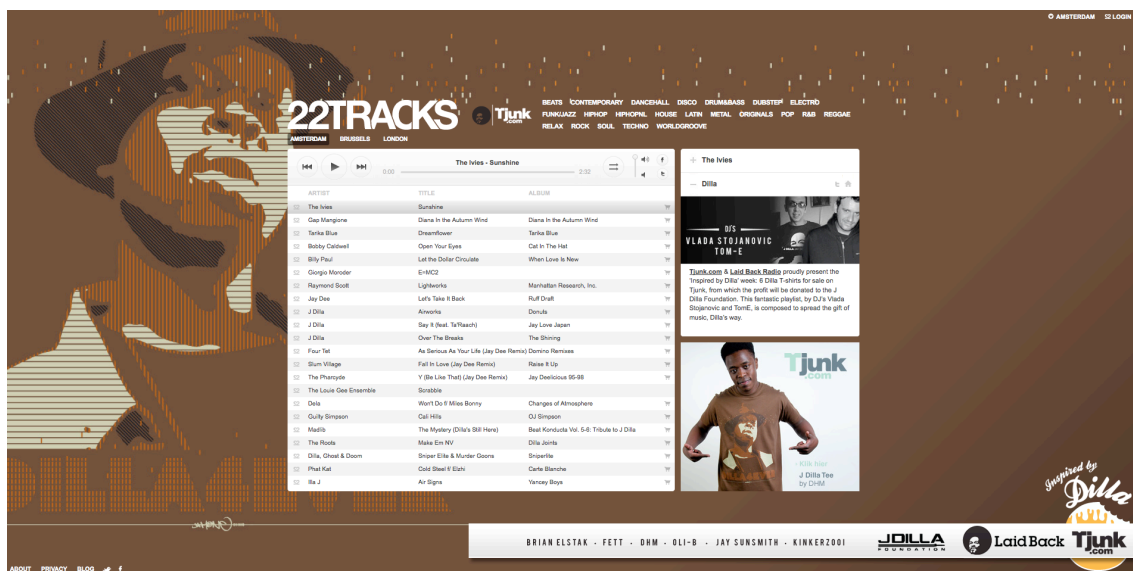 AMSTERDAM LOGIN
22TRACKS
Tjunk .com
BEATS CONTEMPORARY DANCEHALL DISCO DRUM&BASS DUBSTEP ELECTRO
FUNKJAZZ HIPHOP HIPHOPNL HOUSE LATIN METAL ORIGINALS POP R&B REGGAE
RELAX ROCK SOUL TECHNO WORLDGROOVE
AMSTERDAM BRUSSELS LONDON
The Ivies - Sunshine
0:00 2:52
ARTIST TITLE ALBUM
The Ivies Sunshine
Gap Mangione Diana In the Autumn Wind Diana In the Autumn Wind
Tarika Blue Dreamflower Tarika Blue
Bobby Caldwell Open Your Eyes Cat In The Hat
Billy Paul Let the Dollar Circulate When Love Is New
Giorgio Moroder E=MC2
Raymond Scott Lightworks Manhattan Research, Inc.
Jay Dee Let's Take It Back Ruff Draft
J Dilla Airworks Donuts
J Dilla Say It (feat. Ta'Raach) Jay Love Japan
J Dilla Over The Breaks The Shining
Four Tet As Serious As Your Life (Jay Dee Remix) Domino Remixes
Slum Village Fall In Love (Jay Dee Remix) Raise It Up
The Pharcyde Y (Be Like That) (Jay Dee Remix) Jay Deelicious 95-98
The Louie Gee Ensemble Scrabble
Dela Won't Do f/ Miles Bonny Changes of Atmosphere
Guilty Simpson Cali Hills OJ Simpson
Madlib The Mystery (Dilla's Still Here) Beat Konducta Vol. 5-6: Tribute to J Dilla
The Roots Make Em NV Dilla Joints
Dilla, Ghost & Doom Sniper Elite & Murder Goons Sniperlite
Phat Kat Cold Steel f/ Elzhi Carte Blanche
Illa J Air Signs Yancey Boys
The Ivies
Dilla
DJ'S
VLADA STOJANOVIC
TOM-E
Tjunk.com & Laid Back Radio proudly present the
'Inspired by Dilla' week: 6 Dilla T-shirts for sale on
Tjunk, from which the profit will be donated to the J
Dilla Foundation. This fantastic playlist, by DJ's Vlada
Stojanovic and TomE, is composed to spread the gift of
music, Dilla's way.
Tjunk
.com
Klik hier
J Dilla Tee
by DHM
Inspired by
Dilla
BRIAN ELSTAK - FETT - DHM - OLI-B - JAY SUNSMITH - KINKERZOOI
JDILLA
FOUNDATION
Laid Back
Tjunk
.com
ABOUT PRIVACY BLOG